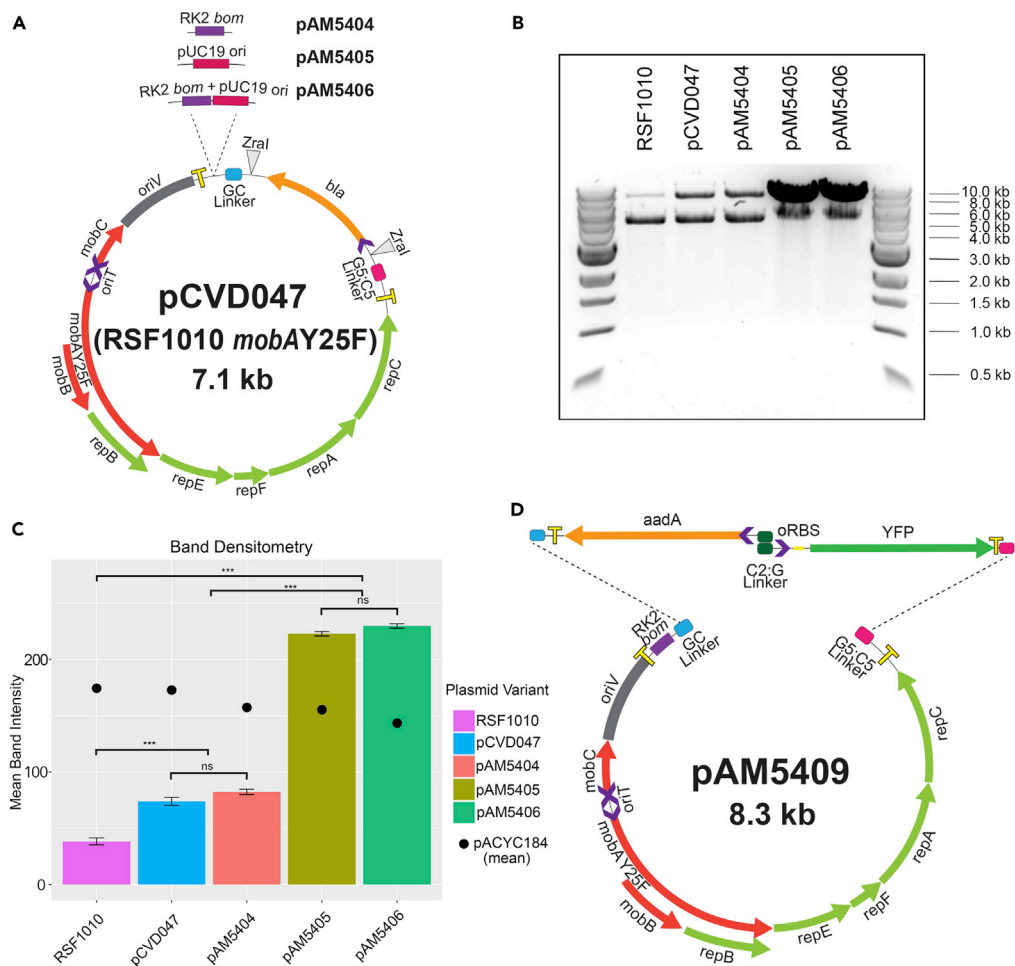 A
RK2 bom
pAM5404
pUC19 ori
pAM5405
RK2 bom + pUC19 ori
pAM5406
ZraI
T
GC
Linker
bla
oriV
ZraI
mobC
G5:C5
Linker
oriT
T
pCVD047
(RSF1010 mobAY25F)
7.1 kb
mobAY25F
mobB
repC
repB
repA
repE
repF
B
RSF1010
pCVD047
pAM5404
pAM5405
pAM5406
10.0 kb
8.0 kb
6.0 kb
5.0 kb
4.0 kb
3.0 kb
2.0 kb
1.5 kb
1.0 kb
0.5 kb
C
Band Densitometry
***
***
ns
200
Mean Band Intensity
***
ns
100
0
RSF1010
pCVD047
pAM5404
pAM5405
pAM5406
Plasmid Variant
RSF1010
pCVD047
pAM5404
pAM5405
pAM5406
pACYC184
(mean)
D
T
aadA
oRBS
YFP
T
C2:G
Linker
RK2
bom
GC
Linker
T
G5:C5
Linker
T
oriV
mobC
repC
oriT
pAM5409
8.3 kb
mobAY25F
repA
mobB
repF
repB
repE